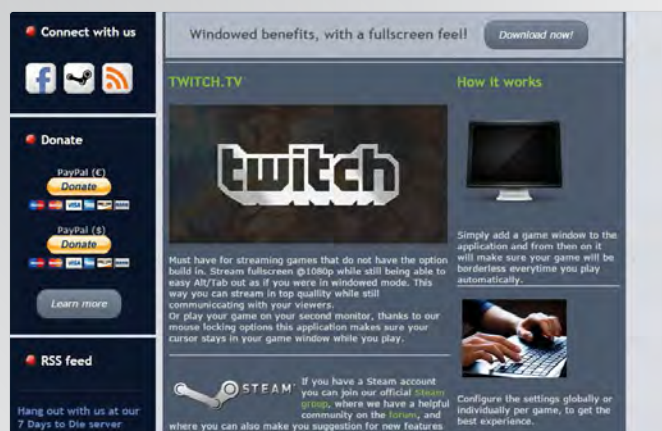 Connect with us
Donate
PayPal (€)
Donate
PayPal ($)
Donate
Learn more
RSS feed
Hang out with us at our
7 Days to Die server
Windowed benefits, with a fullscreen feel!
Download now!
TWITCH.TV
twitch
Must have for streaming games that do not have the option
build in. Stream fullscreen @1080p while still being able to
easy Alt/Tab out as if you were in windowed mode. This
way you can stream in top quallity while still
communiccating with your viewers.
Or play your game on your second monitor, thanks to our
mouse locking options this application makes sure your
cursor stays in your game window while you play.
STEAM
If you have a Steam account
you can join our official Steam
group, where we have a helpful
community on the forum, and
where you can also make you suggestion for new features
How it works
Simply add a game window to the
application and from then on it
will make sure your game will be
borderless everytime you play
automatically.
Configure the settings globally or
individually per game, to get the
best experience.